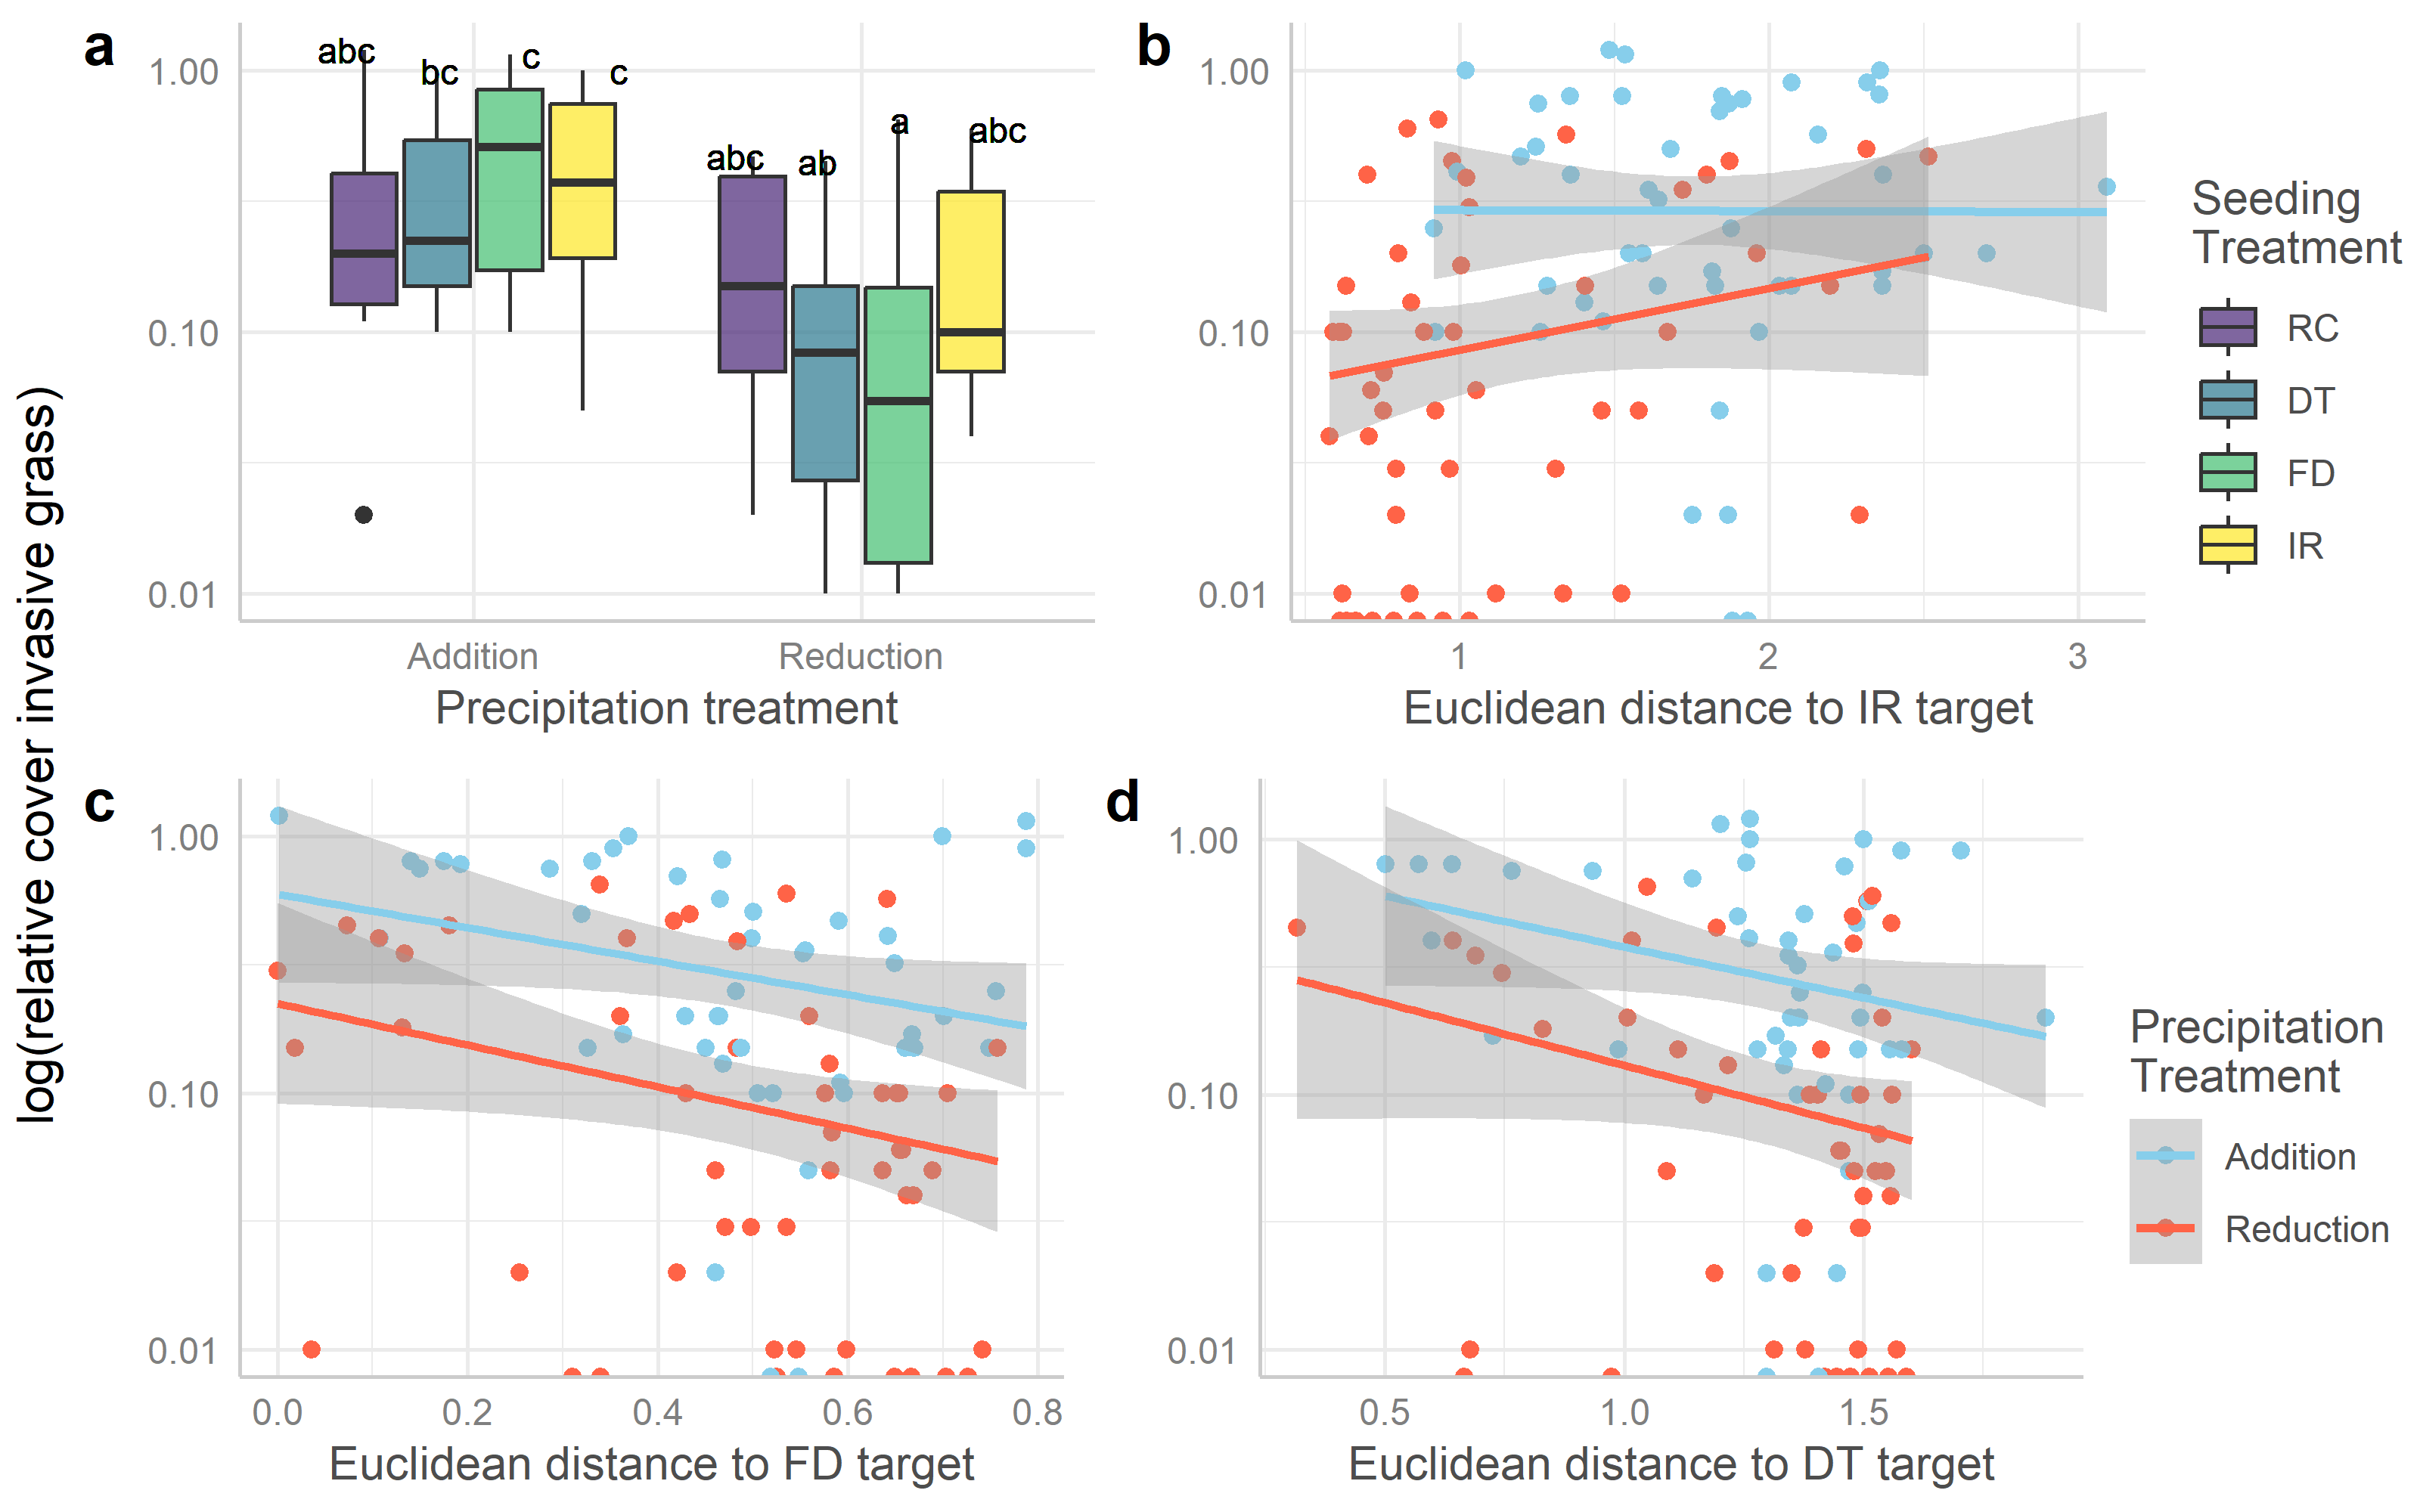 log(relative cover invasive grass)
a
1.00
0.10
0.01
abc
bc
c
c
abc
ab
a
abc
Addition
Reduction
Precipitation treatment
b
1.00
0.10
0.01
1
2
3
Euclidean distance to IR target
Seeding
Treatment
RC
DT
FD
IR
c
1.00
0.10
0.01
0.0
0.2
0.4
0.6
0.8
Euclidean distance to FD target
d
1.00
0.10
0.01
0.5
1.0
1.5
Euclidean distance to DT target
Precipitation
Treatment
Addition
Reduction